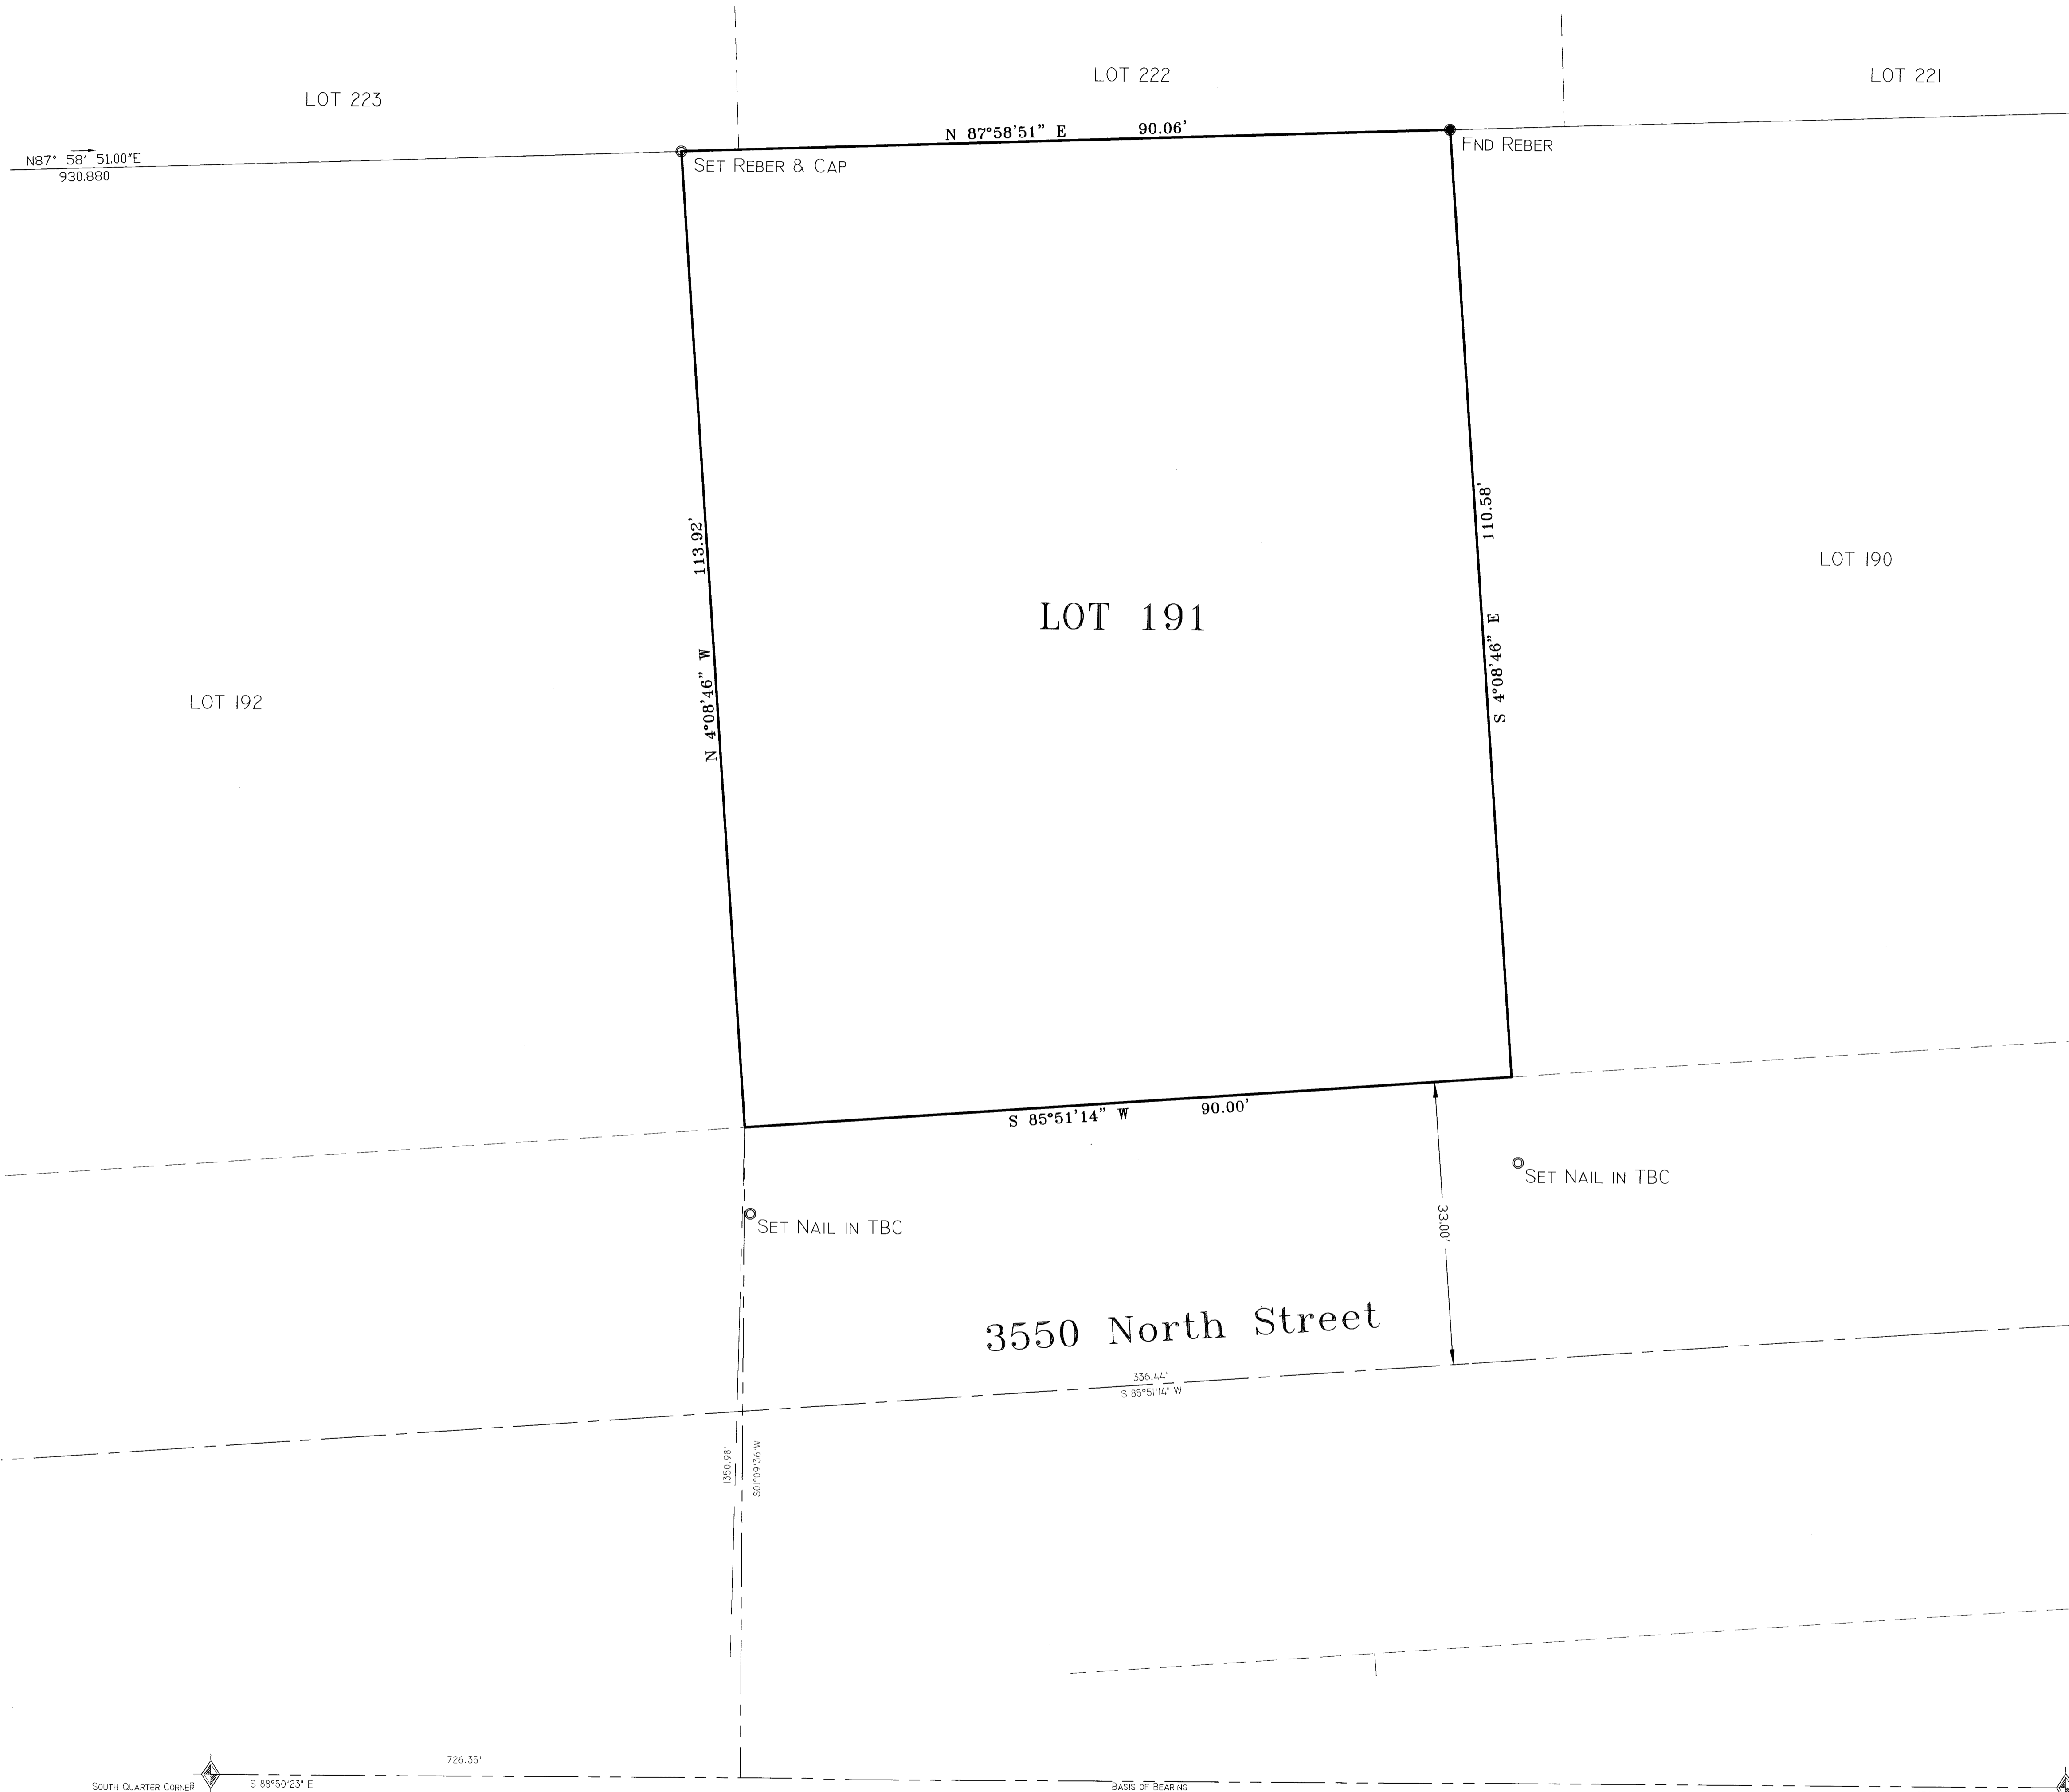 LOT 222
LOT 221
LOT 223
N 87°58'51" E 90.06'
FND REBER
N87° 58' 51.00"E
930.880
SET REBER & CAP
113.92'
N 4°08'46" W
110.58'
S 4°08'46" E
LOT 190
LOT 191
LOT 192
S 85°51'14" W 90.00'
SET NAIL IN TBC
SET NAIL IN TBC
33.00'
3550 North Street
336.44'
S 85°51'14" W
1350.98'
S01°09'36"W
726.35'
SOUTH QUARTER CORNER
S 88°50'23" E
BASIS OF BEARING